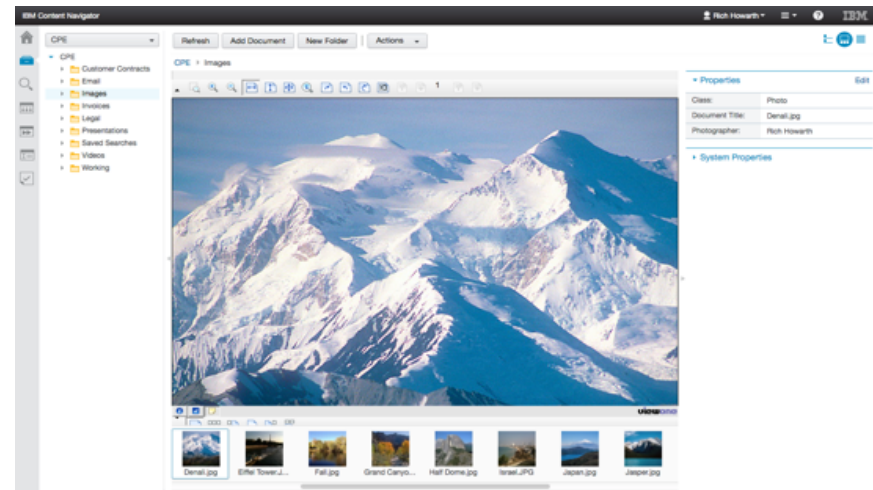 IBM Content Navigator
Rich Howarth
IBM
CPE
Refresh
Add Document
New Folder
Actions
CPE
Customer Contracts
Email
Images
Invoices
Legal
Presentations
Saved Searches
Videos
Working
CPE > Images
1
Properties
Edit
Class: Photo
Document Title: Denali.jpg
Photographer: Rich Howarth
System Properties
viewone
Denali.jpg
Eiffel Tower.J...
Fall.jpg
Grand Canyo...
Half Dome.jpg
Israel.JPG
Japan.jpg
Jasper.jpg